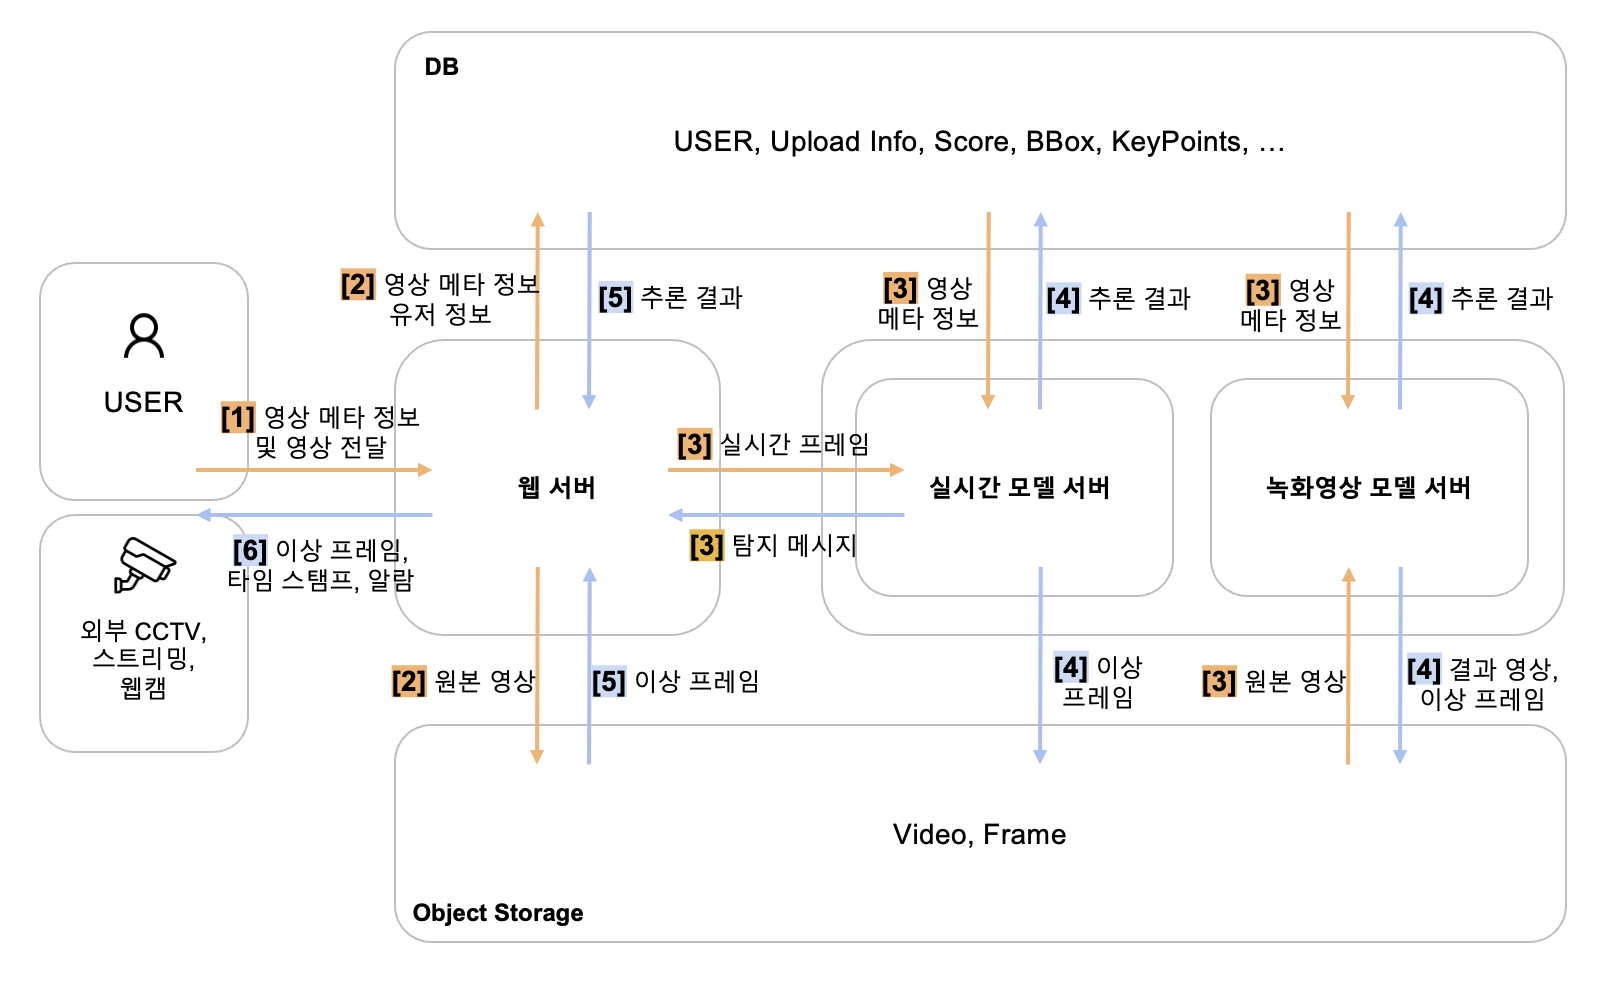 DB
USER, Upload Info, Score, BBox, KeyPoints, …
[2] 영상 메타 정보
유저 정보
[5] 추론 결과
[3] 영상
메타 정보
[4] 추론 결과
[3] 영상
메타 정보
[4] 추론 결과
USER
[1] 영상 메타 정보
및 영상 전달
[3] 실시간 프레임
웹 서버
실시간 모델 서버
녹화영상 모델 서버
[3] 탐지 메시지
[6] 이상 프레임,
타임 스탬프, 알람
외부 CCTV,
스트리밍,
웹캠
[2] 원본 영상
[5] 이상 프레임
[4] 이상
프레임
[3] 원본 영상
[4] 결과 영상,
이상 프레임
Video, Frame
Object Storage